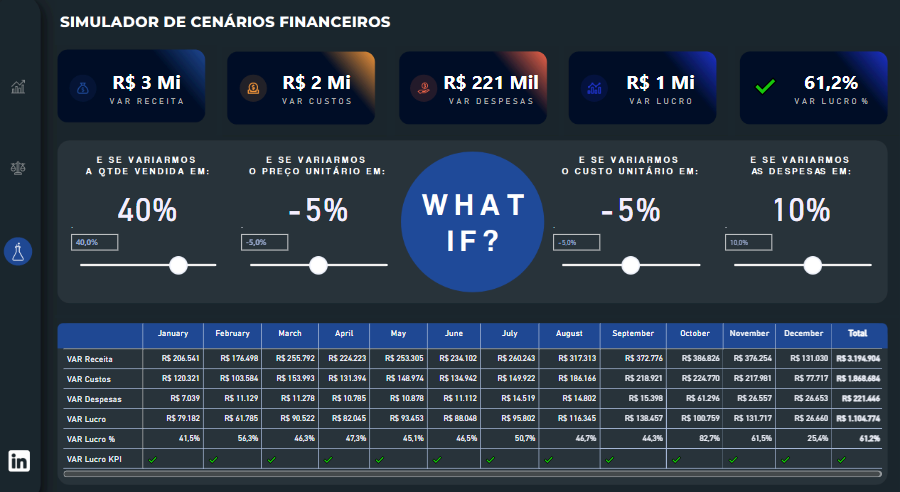 SIMULADOR DE CENÁRIOS FINANCEIROS
R$ 3 Mi
VAR RECEITA
R$ 2 Mi
VAR CUSTOS
R$ 221 Mil
VAR DESPESAS
R$ 1 Mi
VAR LUCRO
61,2%
VAR LUCRO %
E SE VARIARMOS
A QTDE VENDIDA EM:
40%
40,0%
E SE VARIARMOS
O PREÇO UNITÁRIO EM:
-5%
-5,0%
WHAT
IF?
E SE VARIARMOS
O CUSTO UNITÁRIO EM:
-5%
-5,0%
E SE VARIARMOS
AS DESPESAS EM:
10%
10,0%
January February March April May June July August September October November December Total
VAR Receita R$ 206.541 R$ 176.498 R$ 255.792 R$ 224.223 R$ 253.305 R$ 234.102 R$ 260.243 R$ 317.313 R$ 372.776 R$ 386.826 R$ 376.254 R$ 131.030 R$ 3.194.904
VAR Custos R$ 120.321 R$ 103.584 R$ 153.993 R$ 131.394 R$ 148.974 R$ 134.942 R$ 149.922 R$ 186.166 R$ 218.921 R$ 224.770 R$ 217.981 R$ 77.717 R$ 1.868.684
VAR Despesas R$ 7.039 R$ 11.129 R$ 11.278 R$ 10.785 R$ 10.878 R$ 11.112 R$ 14.519 R$ 14.802 R$ 15.398 R$ 61.296 R$ 26.557 R$ 26.653 R$ 221.446
VAR Lucro R$ 79.182 R$ 61.785 R$ 90.522 R$ 82.045 R$ 93.453 R$ 88.048 R$ 95.802 R$ 116.345 R$ 138.457 R$ 100.759 R$ 131.717 R$ 26.660 R$ 1.104.774
VAR Lucro % 41,5% 56,3% 46,3% 47,3% 45,1% 46,5% 50,7% 46,7% 44,3% 82,7% 61,5% 25,4% 61,2%
VAR Lucro KPI
in